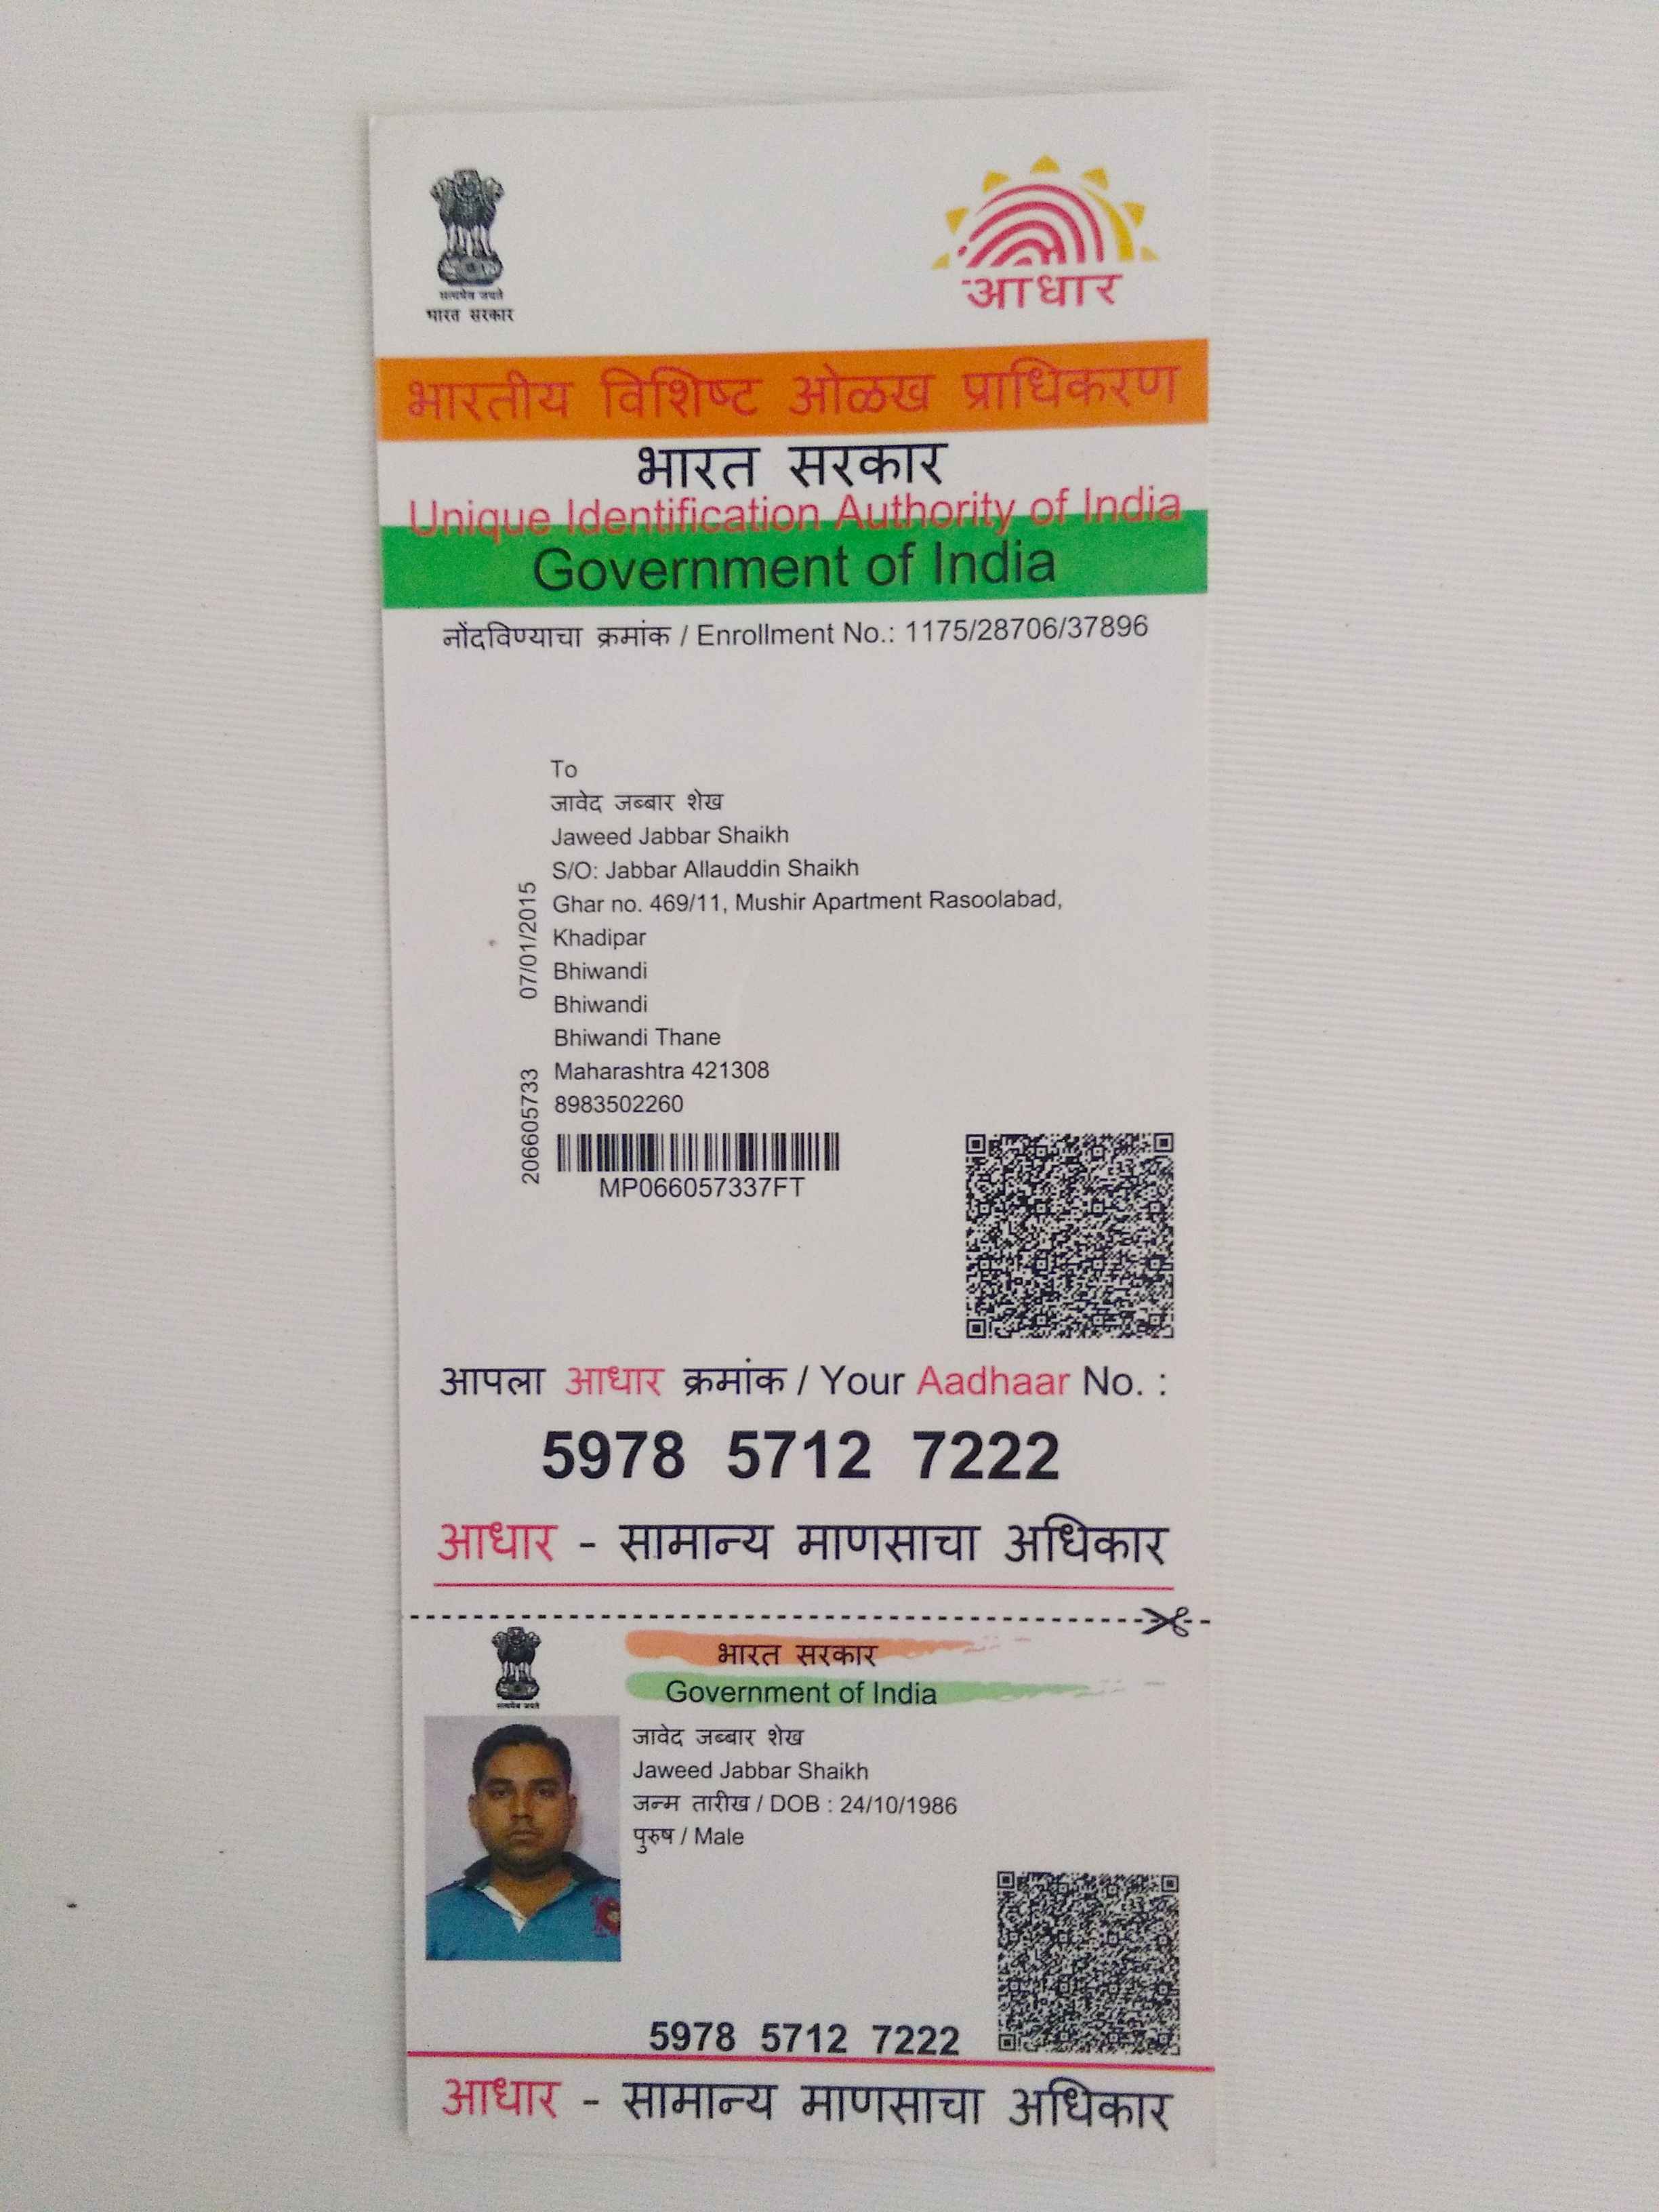 सत्यमेव जयते
भारत सरकार
आधार
भारतीय विशिष्ट ओळख प्राधिकरण
भारत सरकार
Unique Identification Authority of India
Government of India
नोंदविण्याचा क्रमांक / Enrollment No.: 1175/28706/37896
To
जावेद जब्बार शेख
Jaweed Jabbar Shaikh
S/O: Jabbar Allauddin Shaikh
Ghar no. 469/11, Mushir Apartment Rasoolabad,
Khadipar
Bhiwandi
Bhiwandi
Bhiwandi Thane
Maharashtra 421308
8983502260
07/01/2015
206605733
MP066057337FT
आपला आधार क्रमांक / Your Aadhaar No. :
5978 5712 7222
आधार - सामान्य माणसाचा अधिकार
सत्यमेव जयते
भारत सरकार
Government of India
जावेद जब्बार शेख
Jaweed Jabbar Shaikh
जन्म तारीख / DOB : 24/10/1986
पुरुष / Male
5978 5712 7222
आधार - सामान्य माणसाचा अधिकार